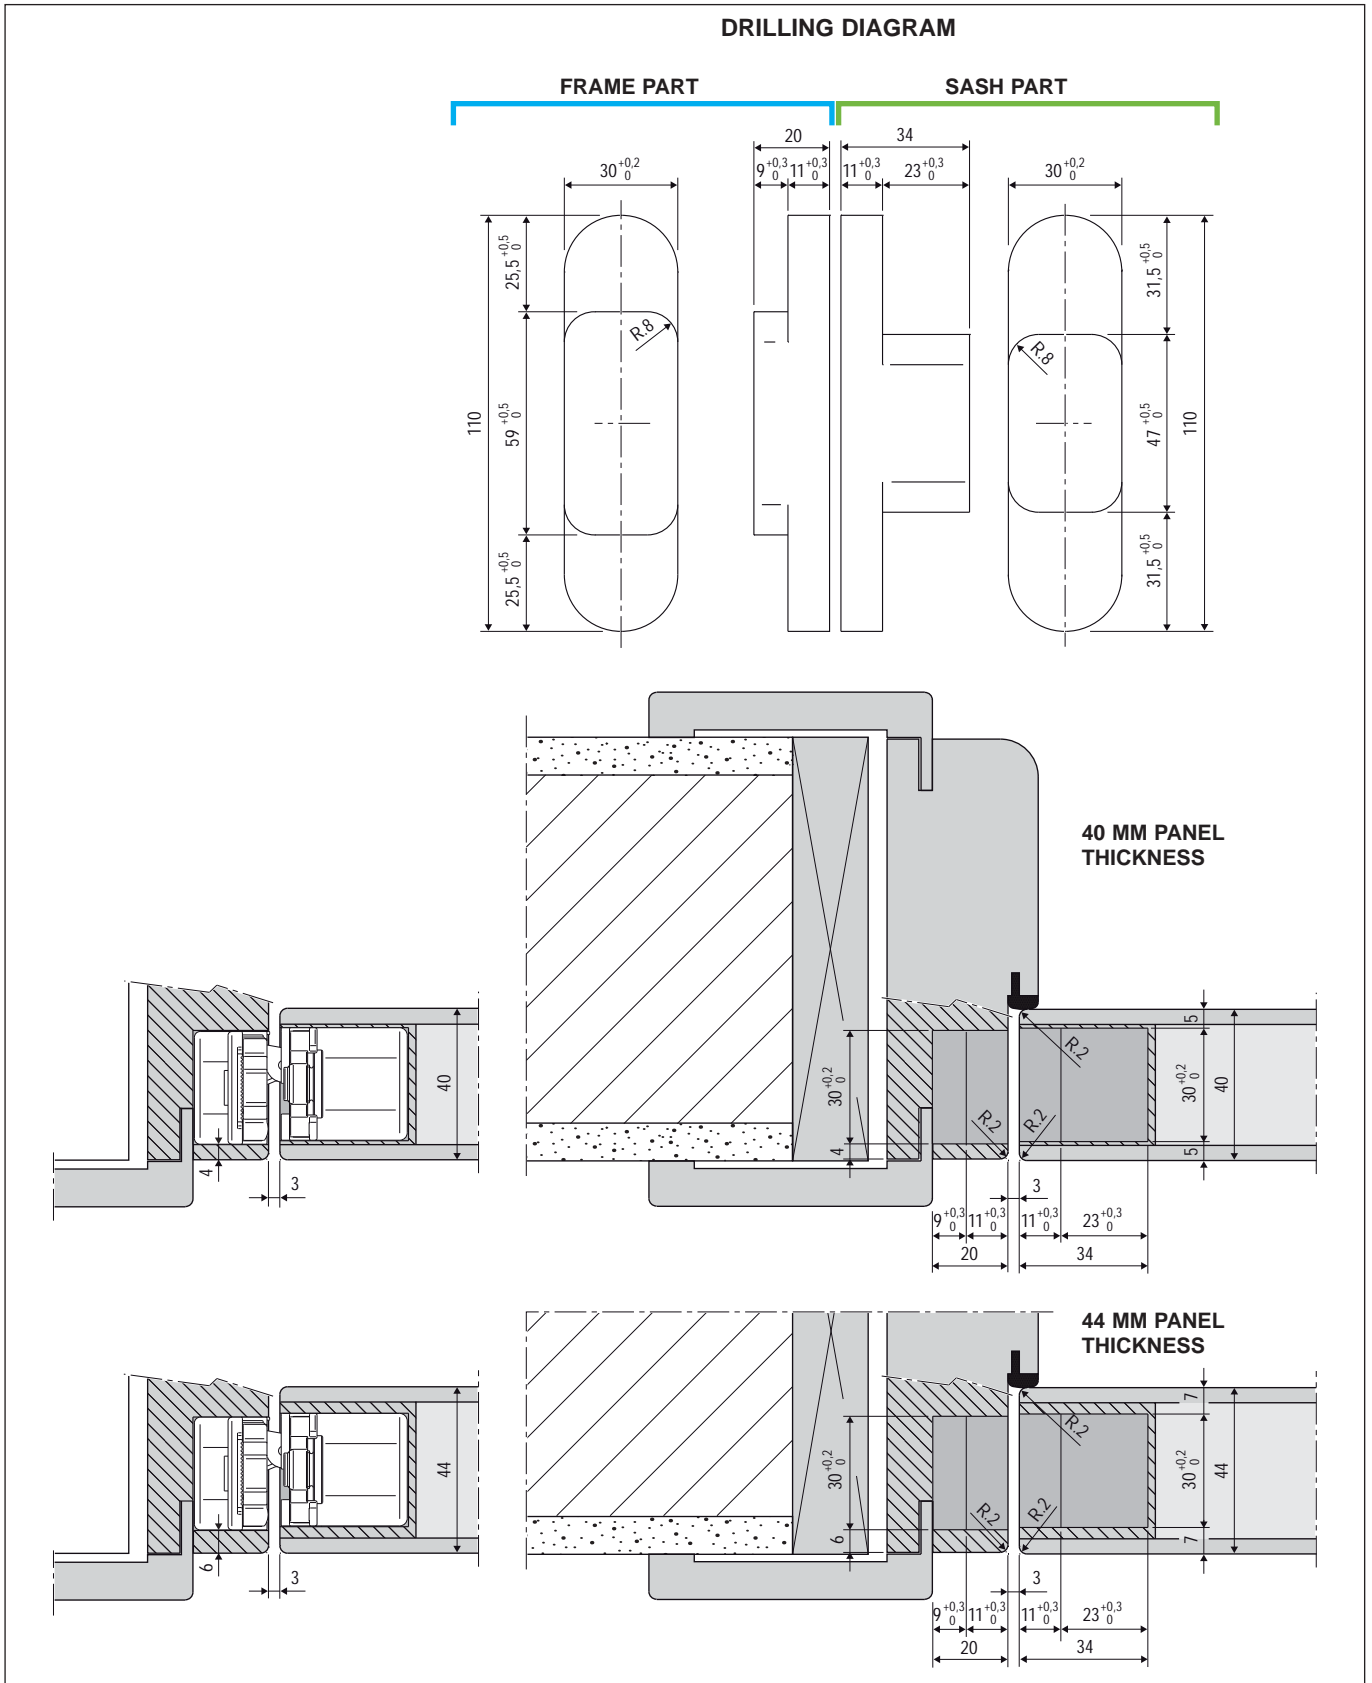 DRILLING DIAGRAM
FRAME PART
SASH PART
20
34
9 +0,3 0
11 +0,3 0
11 +0,3 0
23 +0,3 0
30 +0,2 0
30 +0,2 0
25,5 +0,5 0
31,5 +0,5 0
R.8
R.8
110
59 +0,5 0
47 +0,5 0
110
25,5 +0,5 0
31,5 +0,5 0
40 MM PANEL
THICKNESS
40
4
3
30 +0,2 0
4
R.2
R.2
R.2
5
30 +0,2 0
40
5
3
9 +0,3 0
11 +0,3 0
11 +0,3 0
23 +0,3 0
20
34
44 MM PANEL
THICKNESS
44
6
3
30 +0,2 0
6
R.2
R.2
R.2
7
30 +0,2 0
44
7
3
9 +0,3 0
11 +0,3 0
11 +0,3 0
23 +0,3 0
20
34